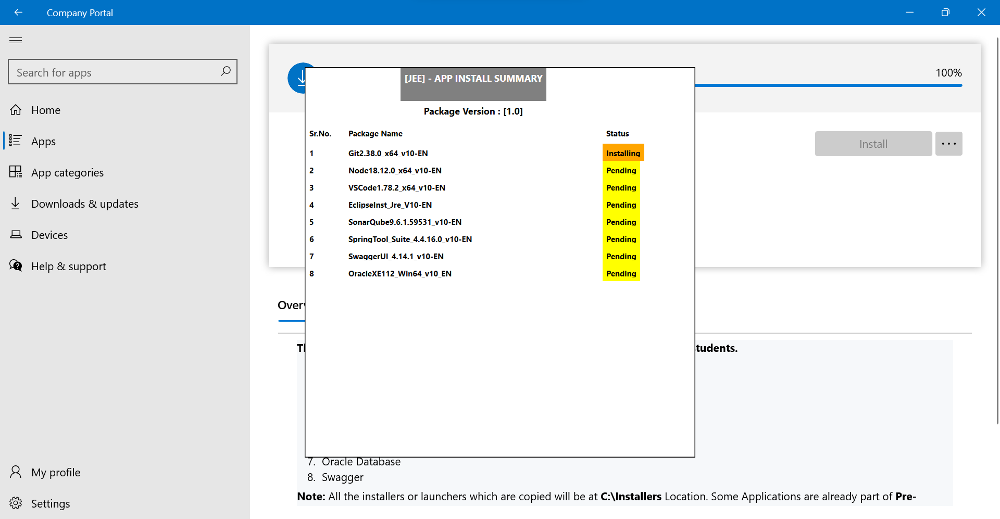 Company Portal
Search for apps
Home
Apps
App categories
Downloads & updates
Devices
Help & support
My profile
Settings
100%
Install
[JEE] - APP INSTALL SUMMARY
Package Version : [1.0]
Sr.No. Package Name Status
1 Git2.38.0_x64_v10-EN Installing
2 Node18.12.0_x64_v10-EN Pending
3 VSCode1.78.2_x64_v10-EN Pending
4 EclipseInst_Jre_V10-EN Pending
5 SonarQube9.6.1.59531_v10-EN Pending
6 SpringTool_Suite_4.4.16.0_v10-EN Pending
7 SwaggerUI_4.14.1_v10-EN Pending
8 OracleXE112_Win64_v10_EN Pending
tudents.
7. Oracle Database
8. Swagger
Note: All the installers or launchers which are copied will be at C:\Installers Location. Some Applications are already part of Pre-